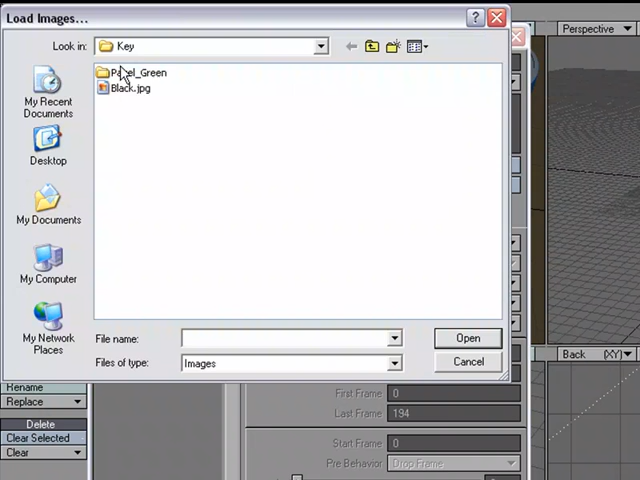 Load Images...
Perspective
Look in:
Key
Panel_Green
Black.jpg
My Recent
Documents
Desktop
My Documents
My Computer
My Network
Places
File name:
Open
Files of type:
Images
Cancel
Back (XY)
Rename
Replace
First Frame 0
Last Frame 194
Delete
Clear Selected
Start Frame 0
Clear
Pre Behavior Drop Frame